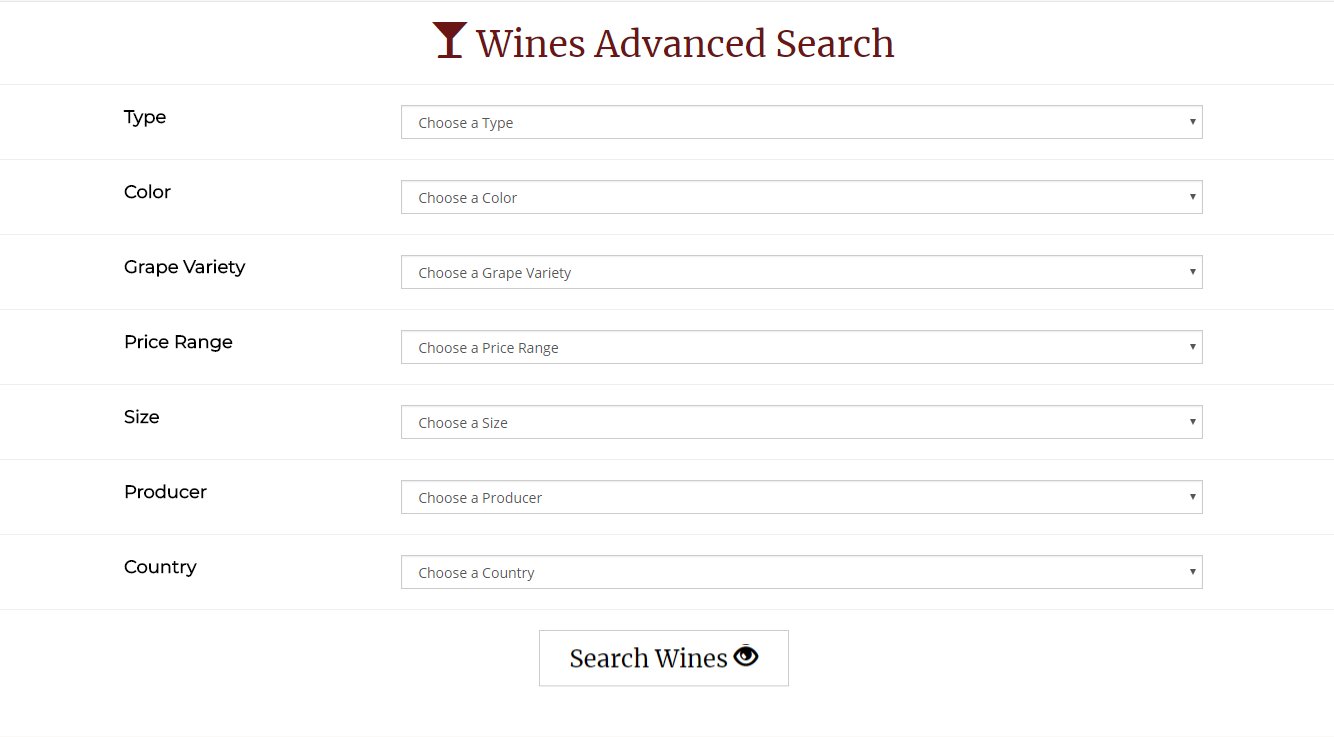 Wines Advanced Search
Type
Choose a Type
Color
Choose a Color
Grape Variety
Choose a Grape Variety
Price Range
Choose a Price Range
Size
Choose a Size
Producer
Choose a Producer
Country
Choose a Country
Search Wines